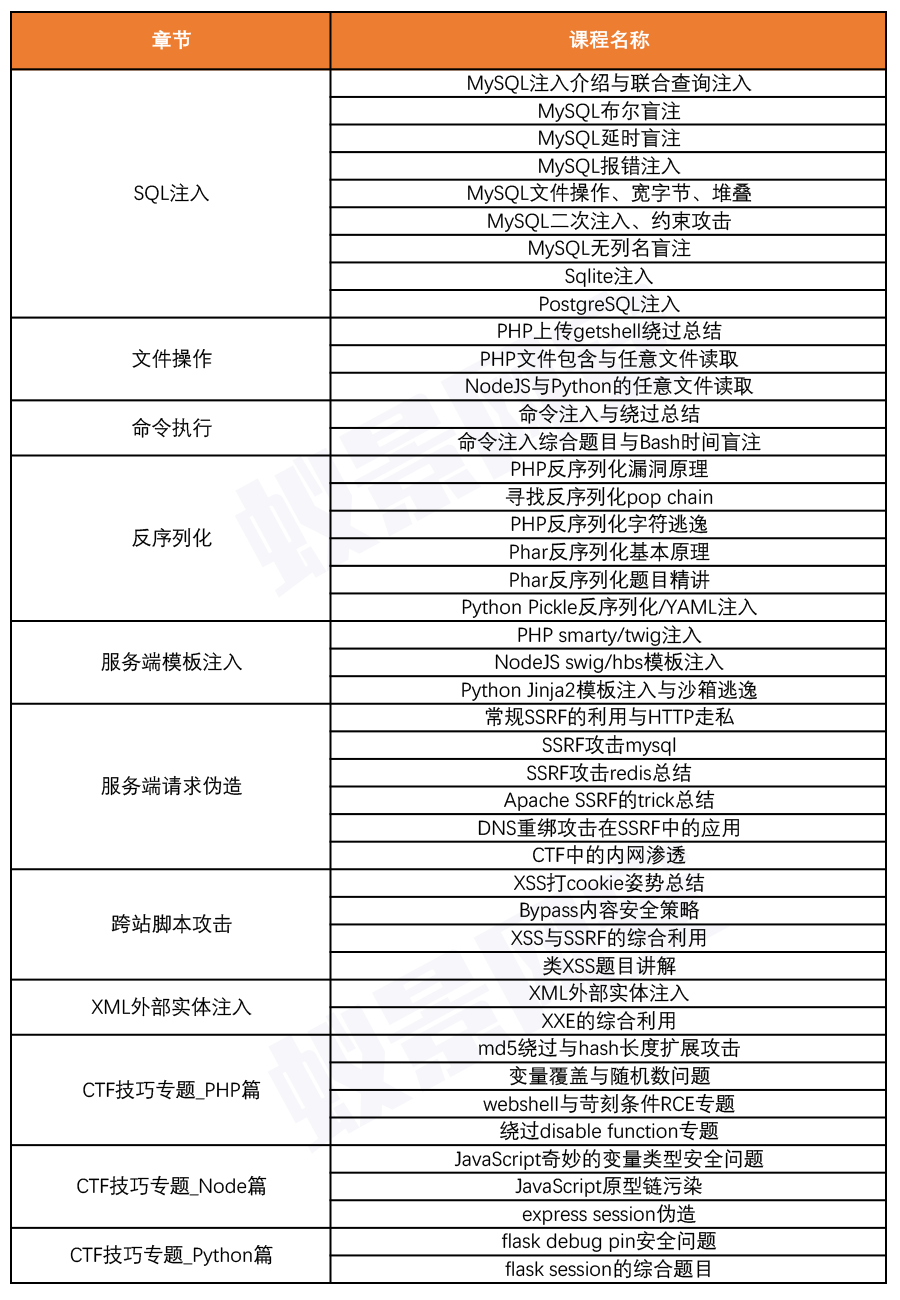 章节 课程名称
SQL注入
MySQL注入介绍与联合查询注入
MySQL布尔盲注
MySQL延时盲注
MySQL报错注入
MySQL文件操作、宽字节、堆叠
MySQL二次注入、约束攻击
MySQL无列名盲注
Sqlite注入
PostgreSQL注入
文件操作
PHP上传getshell绕过总结
PHP文件包含与任意文件读取
NodeJS与Python的任意文件读取
命令执行
命令注入与绕过总结
命令注入综合题目与Bash时间盲注
反序列化
PHP反序列化漏洞原理
寻找反序列化pop chain
PHP反序列化字符逃逸
Phar反序列化基本原理
Phar反序列化题目精讲
Python Pickle反序列化/YAML注入
服务端模板注入
PHP smarty/twig注入
NodeJS swig/hbs模板注入
Python Jinja2模板注入与沙箱逃逸
服务端请求伪造
常规SSRF的利用与HTTP走私
SSRF攻击mysql
SSRF攻击redis总结
Apache SSRF的trick总结
DNS重绑攻击在SSRF中的应用
CTF中的内网渗透
跨站脚本攻击
XSS打cookie姿势总结
Bypass内容安全策略
XSS与SSRF的综合利用
类XSS题目讲解
XML外部实体注入
XML外部实体注入
XXE的综合利用
CTF技巧专题_PHP篇
md5绕过与hash长度扩展攻击
变量覆盖与随机数问题
webshell与苛刻条件RCE专题
绕过disable function专题
CTF技巧专题_Node篇
JavaScript奇妙的变量类型安全问题
JavaScript原型链污染
express session伪造
CTF技巧专题_Python篇
flask debug pin安全问题
flask session的综合题目
蚁景
蚁景